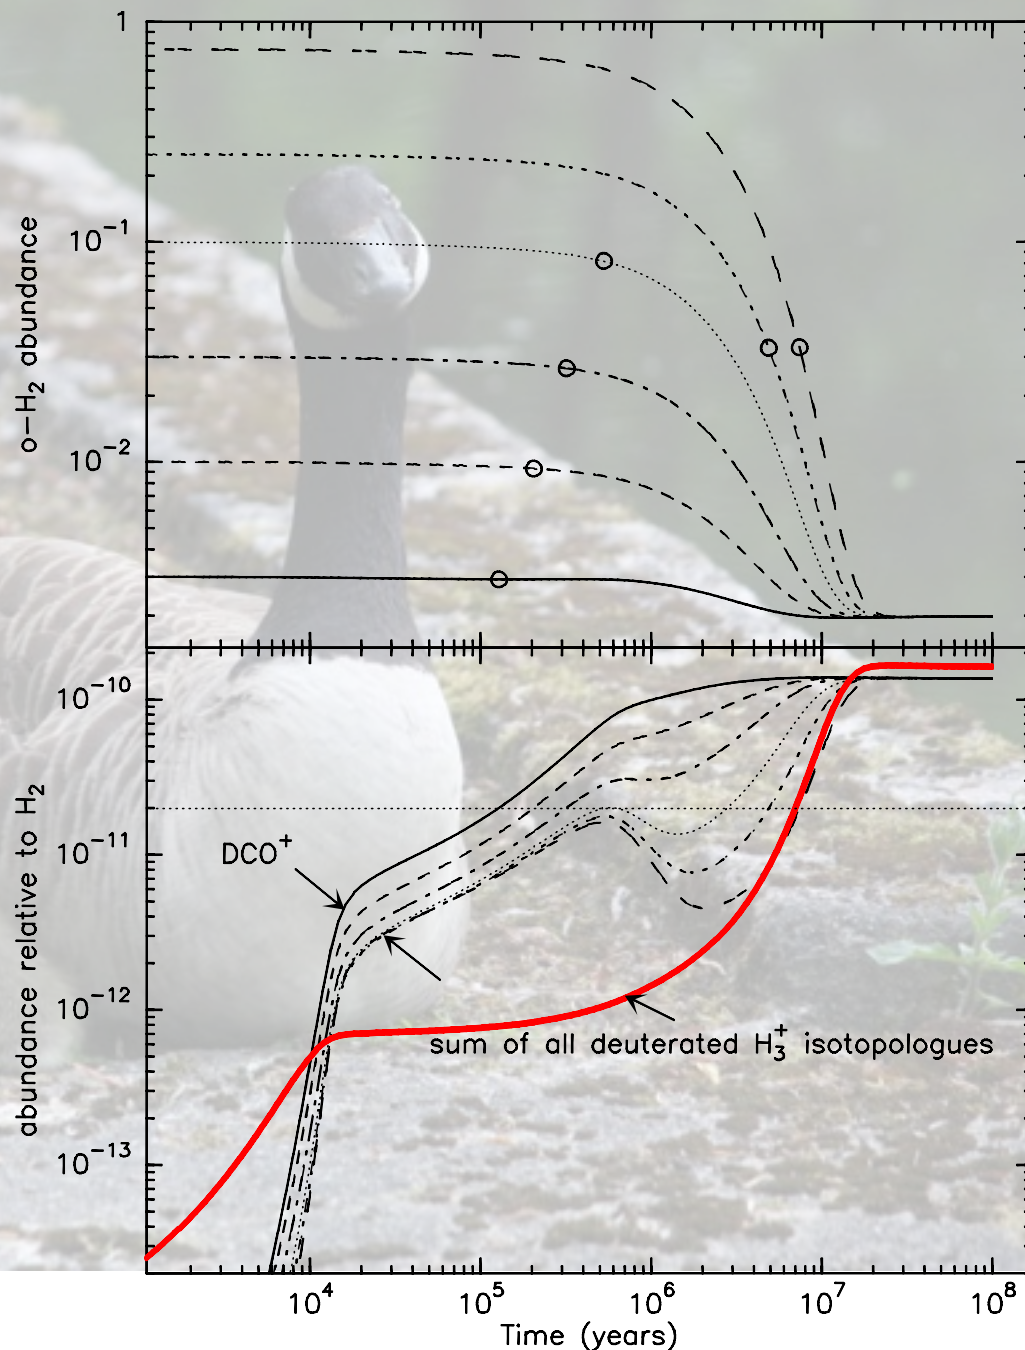 1
10⁻¹
10⁻²
o−H₂ abundance
10⁻¹⁰
10⁻¹¹
10⁻¹²
10⁻¹³
abundance relative to H₂
DCO⁺
sum of all deuterated H₃⁺ isotopologues
10⁴ 10⁵ 10⁶ 10⁷ 10⁸
Time (years)